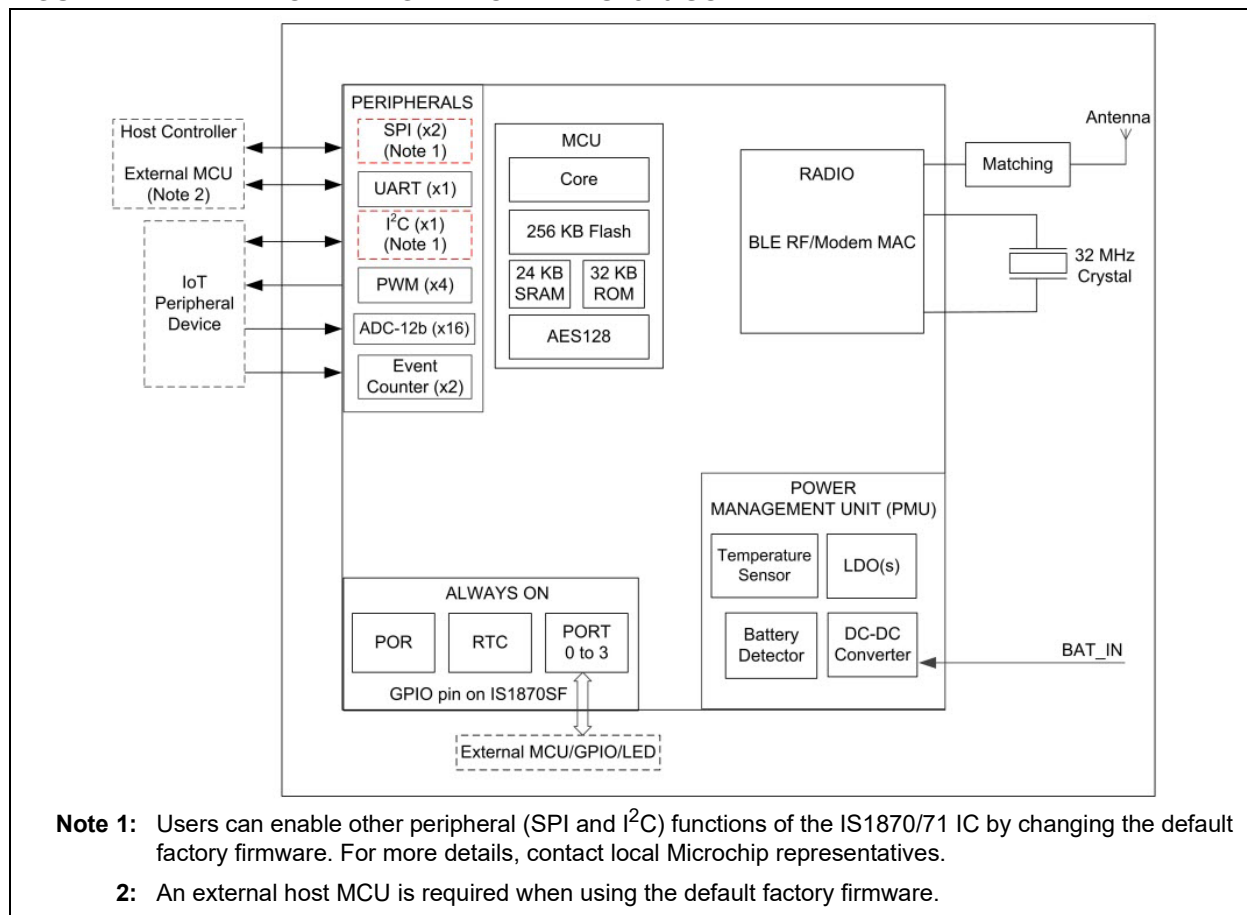 Host Controller
External MCU
(Note 2)
IoT
Peripheral
Device
PERIPHERALS
SPI (x2)
(Note 1)
UART (x1)
I²C (x1)
(Note 1)
PWM (x4)
ADC-12b (x16)
Event
Counter (x2)
MCU
Core
256 KB Flash
24 KB
SRAM
32 KB
ROM
AES128
RADIO
BLE RF/Modem MAC
Matching
Antenna
32 MHz
Crystal
POWER
MANAGEMENT UNIT (PMU)
Temperature
Sensor
LDO(s)
Battery
Detector
DC-DC
Converter
BAT_IN
ALWAYS ON
POR
RTC
PORT
0 to 3
GPIO pin on IS1870SF
External MCU/GPIO/LED
Note 1: Users can enable other peripheral (SPI and I²C) functions of the IS1870/71 IC by changing the default
factory firmware. For more details, contact local Microchip representatives.
2: An external host MCU is required when using the default factory firmware.